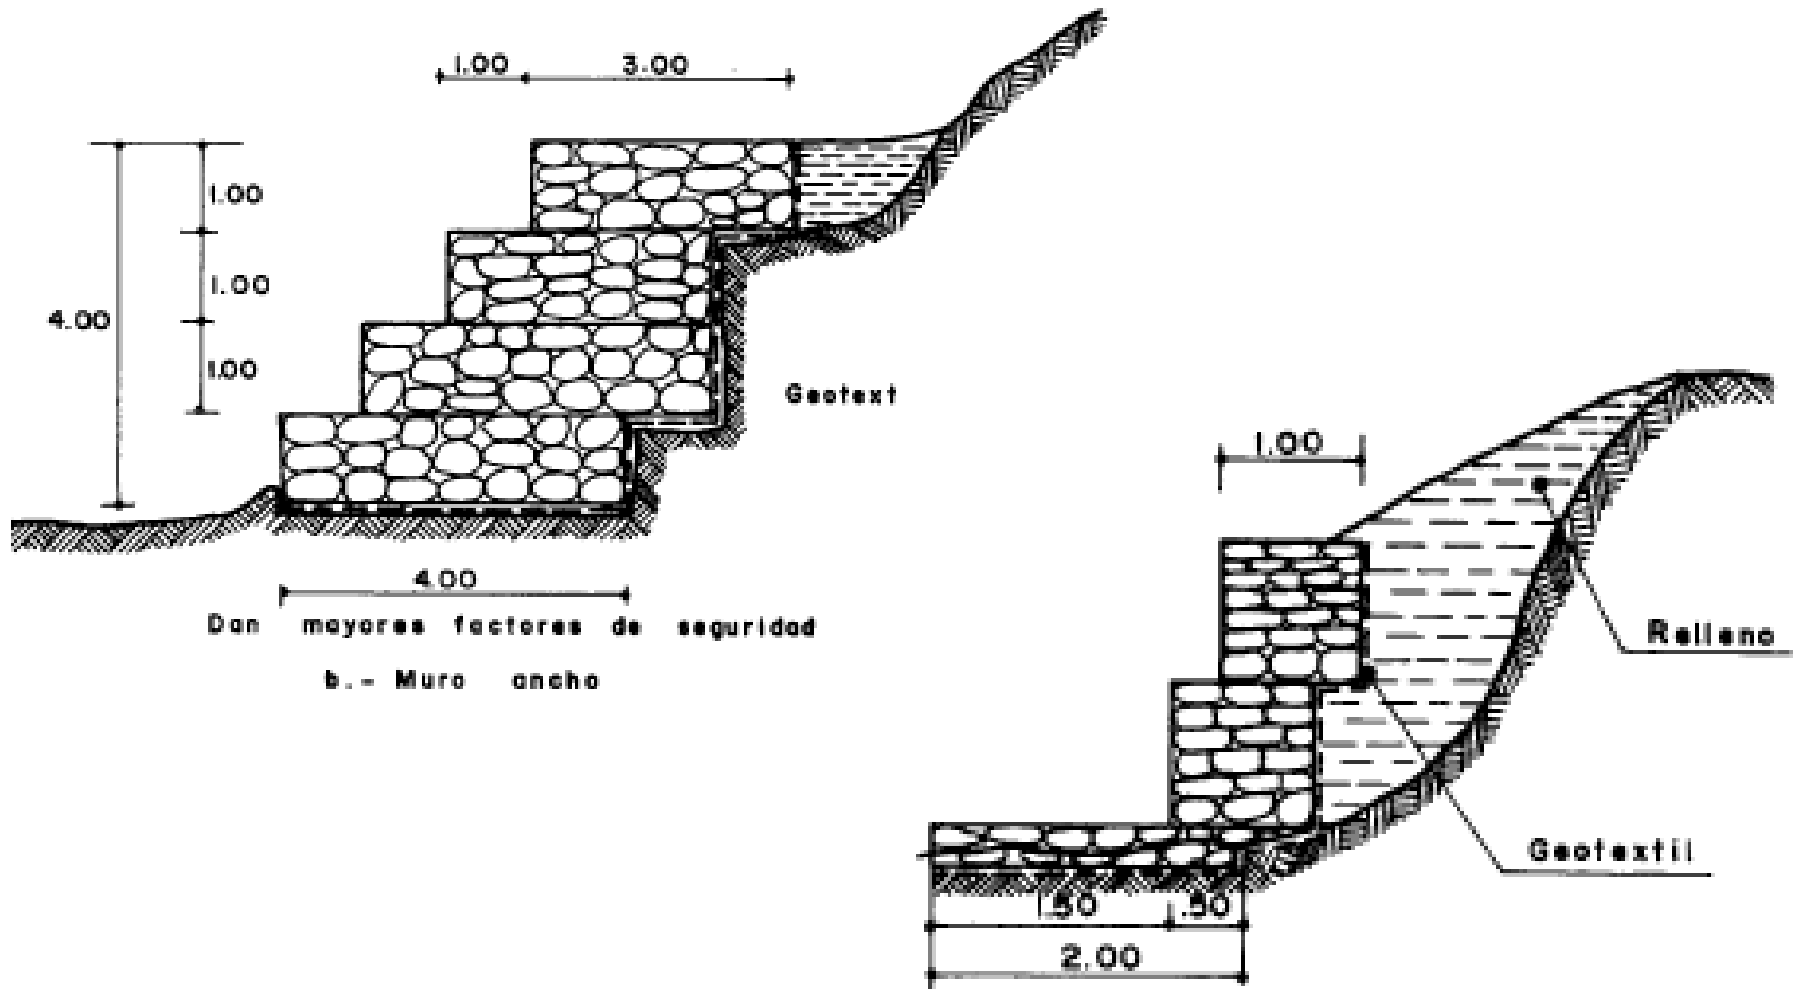 1.00 3.00
1.00
1.00
4.00
1.00
Geotext
4.00
Dan mayores factores de seguridad
b.- Muro ancho
1.00
Relleno
Geotextil
1.50 .50
2.00